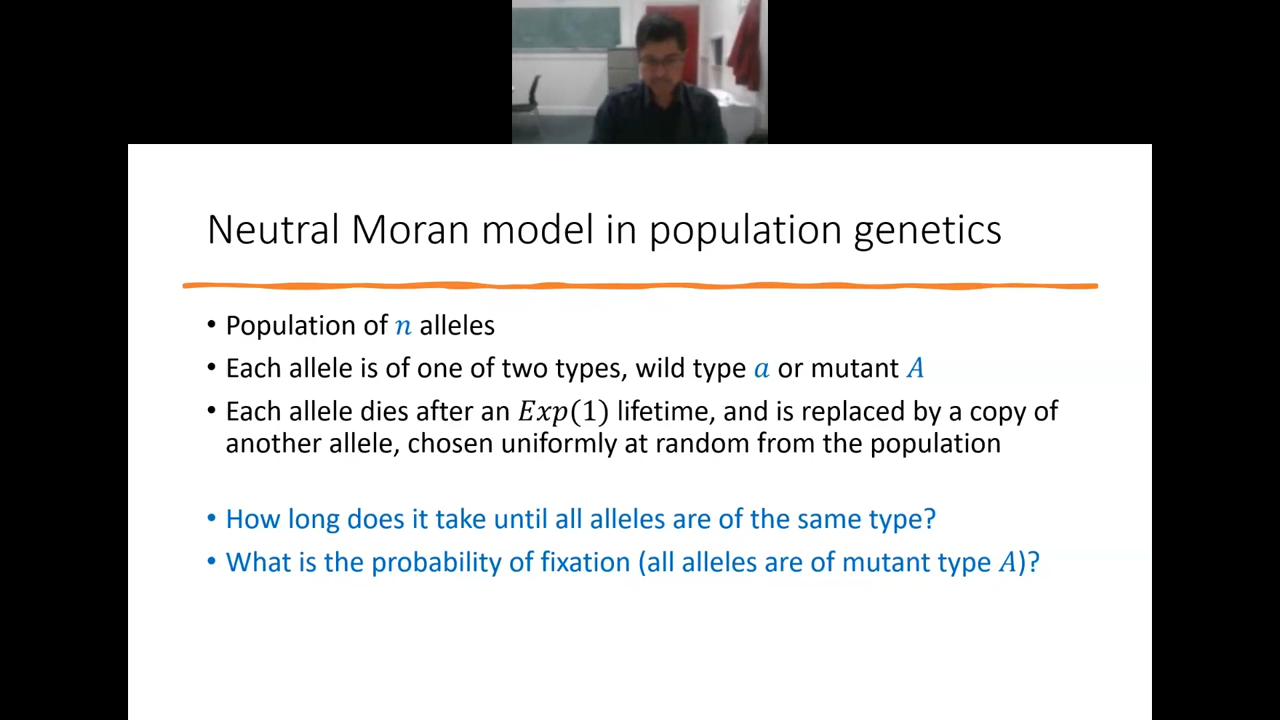 Neutral Moran model in population genetics
• Population of n alleles
• Each allele is of one of two types, wild type a or mutant A
• Each allele dies after an Exp(1) lifetime, and is replaced by a copy of
another allele, chosen uniformly at random from the population
• How long does it take until all alleles are of the same type?
• What is the probability of fixation (all alleles are of mutant type A)?